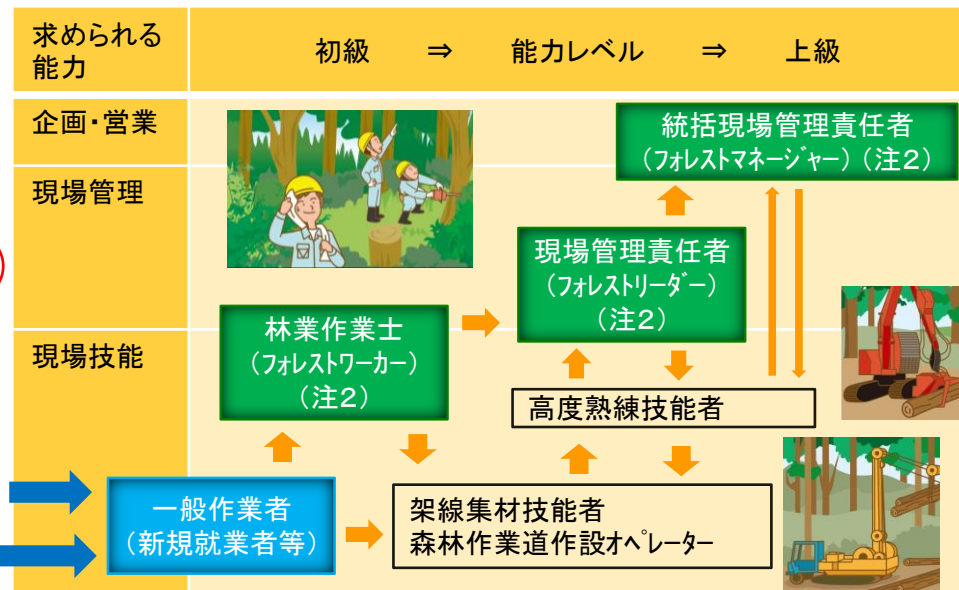 求められる
能力
初級 ⇒ 能力レベル ⇒ 上級
企画・営業
統括現場管理責任者
(フォレストマネージャー)(注2)
現場管理
現場管理責任者
(フォレストリーダー)
(注2)
林業作業士
(フォレストワーカー)
(注2)
現場技能
高度熟練技能者
一般作業者
(新規就業者等)
架線集材技能者
森林作業道作設オペレーター